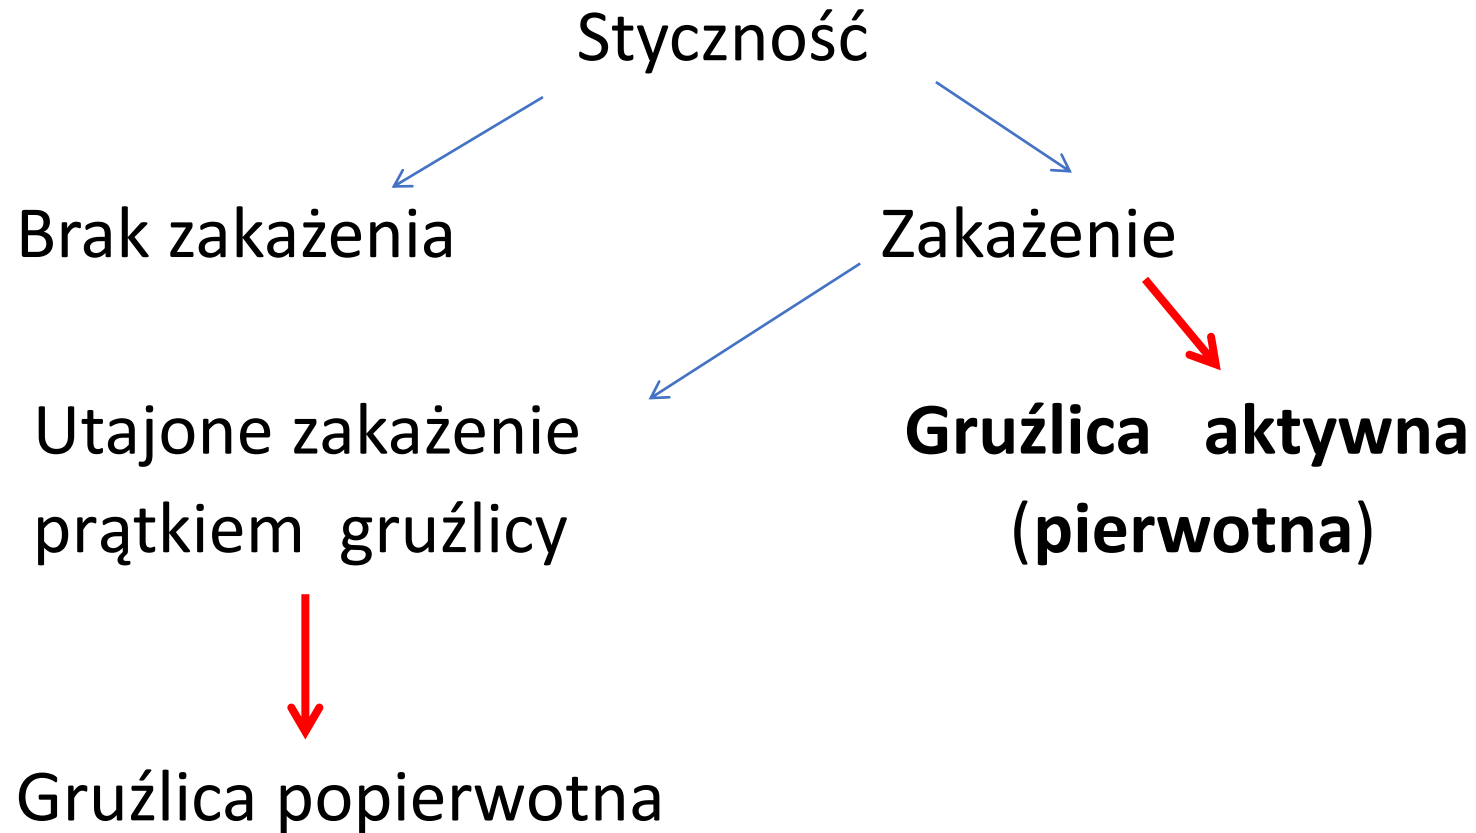 Styczność
Brak zakażenia
Zakażenie
Utajone zakażenie
prątkiem gruźlicy
Gruźlica aktywna
(pierwotna)
Gruźlica popierwotna